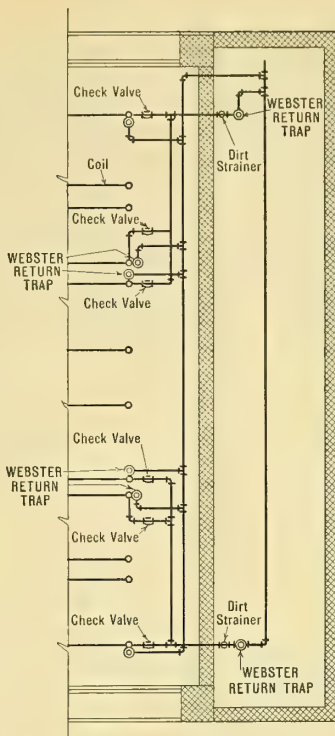 Check Valve
WEBSTER
RETURN
TRAP
Dirt
Strainer
Coil
Check Valve
WEBSTER
RETURN
TRAP
Check Valve
WEBSTER
RETURN
TRAP
Check Valve
Check Valve
Check Valve
Dirt
Strainer
WEBSTER
RETURN TRAP